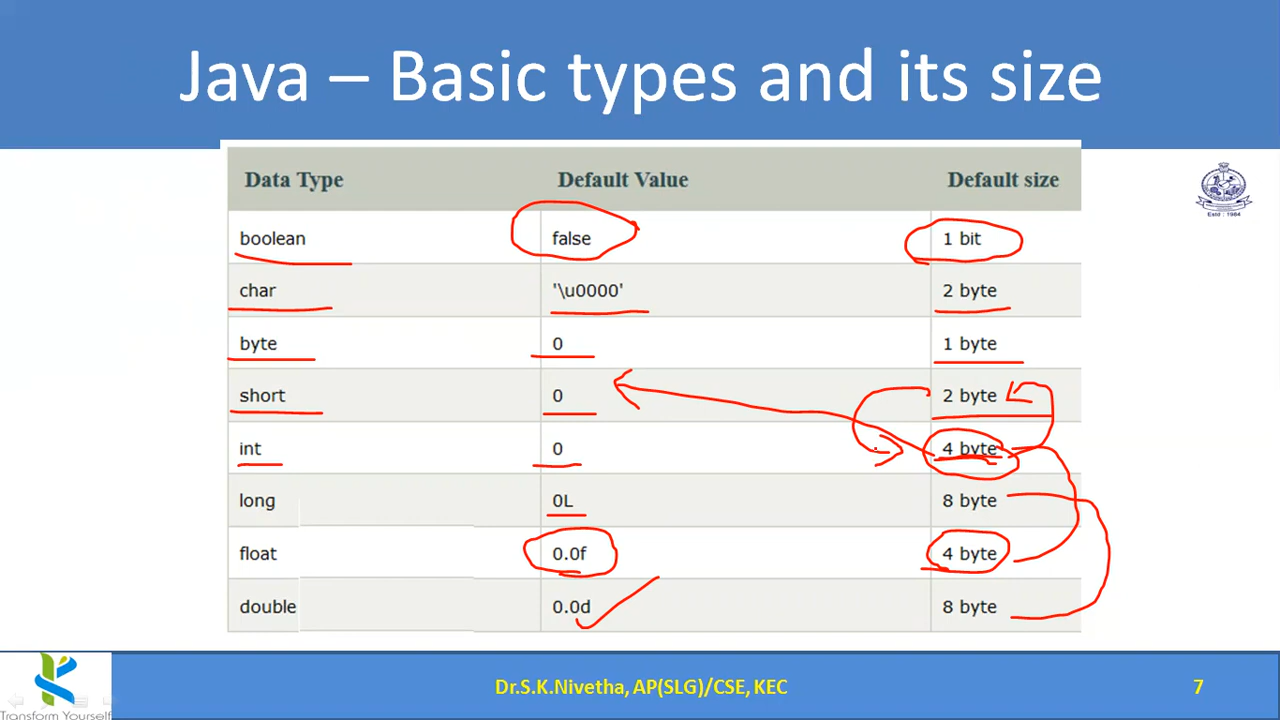 Java – Basic types and its size
Data Type Default Value Default size
boolean false 1 bit
char '\u0000' 2 byte
byte 0 1 byte
short 0 2 byte
int 0 4 byte
long 0L 8 byte
float 0.0f 4 byte
double 0.0d 8 byte
Estd : 1984
Transform Yourself
Dr.S.K.Nivetha, AP(SLG)/CSE, KEC
7